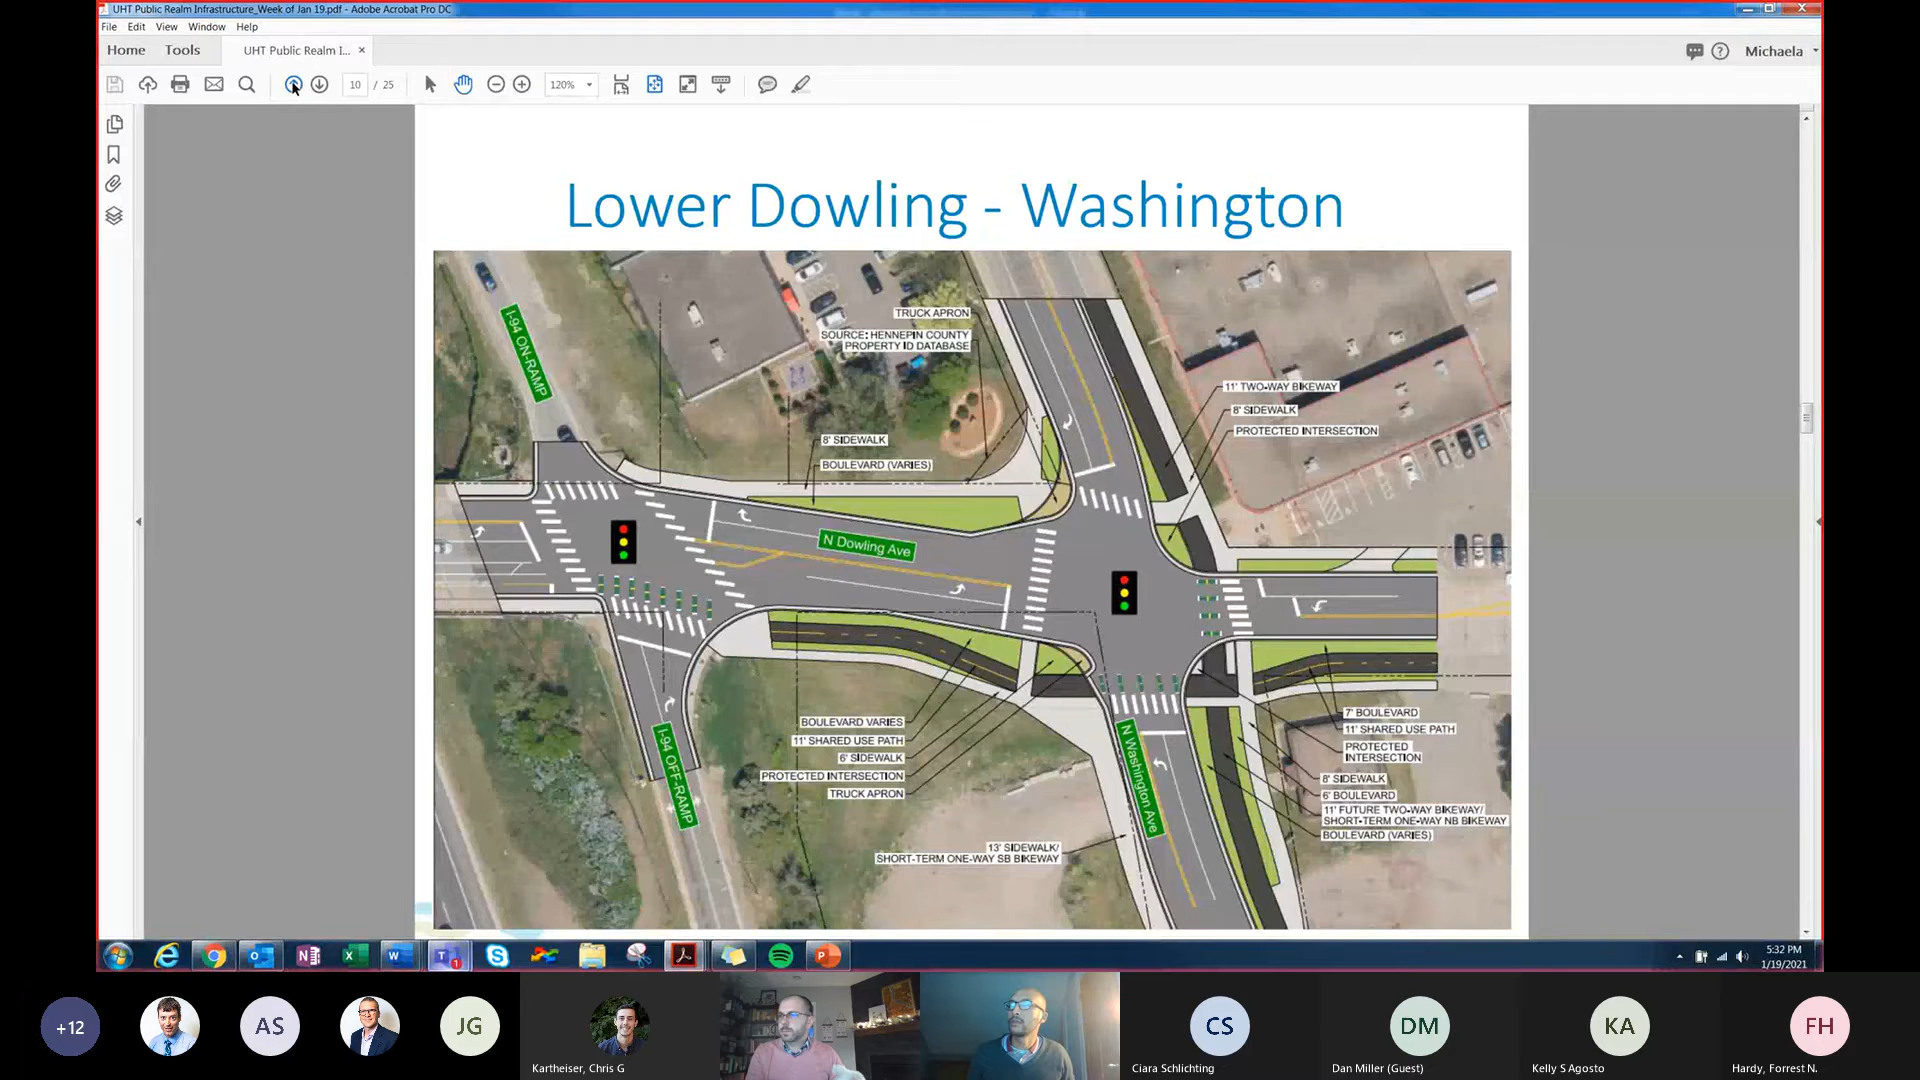 UHT Public Realm Infrastructure_Week of Jan 19.pdf - Adobe Acrobat Pro DC
File Edit View Window Help
Home Tools UHT Public Realm I... ×
Michaela
10 / 25
120%
Lower Dowling - Washington
I-94 ON-RAMP
TRUCK APRON
SOURCE: HENNEPIN COUNTY
PROPERTY ID DATABASE
11' TWO-WAY BIKEWAY
8' SIDEWALK
PROTECTED INTERSECTION
8' SIDEWALK
BOULEVARD (VARIES)
N Dowling Ave
BOULEVARD VARIES
11' SHARED USE PATH
6' SIDEWALK
PROTECTED INTERSECTION
TRUCK APRON
I-94 OFF-RAMP
N Washington Ave
7' BOULEVARD
11' SHARED USE PATH
PROTECTED
INTERSECTION
8' SIDEWALK
6' BOULEVARD
11' FUTURE TWO-WAY BIKEWAY/
SHORT-TERM ONE-WAY NB BIKEWAY
BOULEVARD (VARIES)
13' SIDEWALK/
SHORT-TERM ONE-WAY SB BIKEWAY
5:32 PM
1/19/2021
+12
AS
JG
Kartheiser, Chris G
CS
Ciara Schlichting
DM
Dan Miller (Guest)
KA
Kelly S Agosto
FH
Hardy, Forrest N.